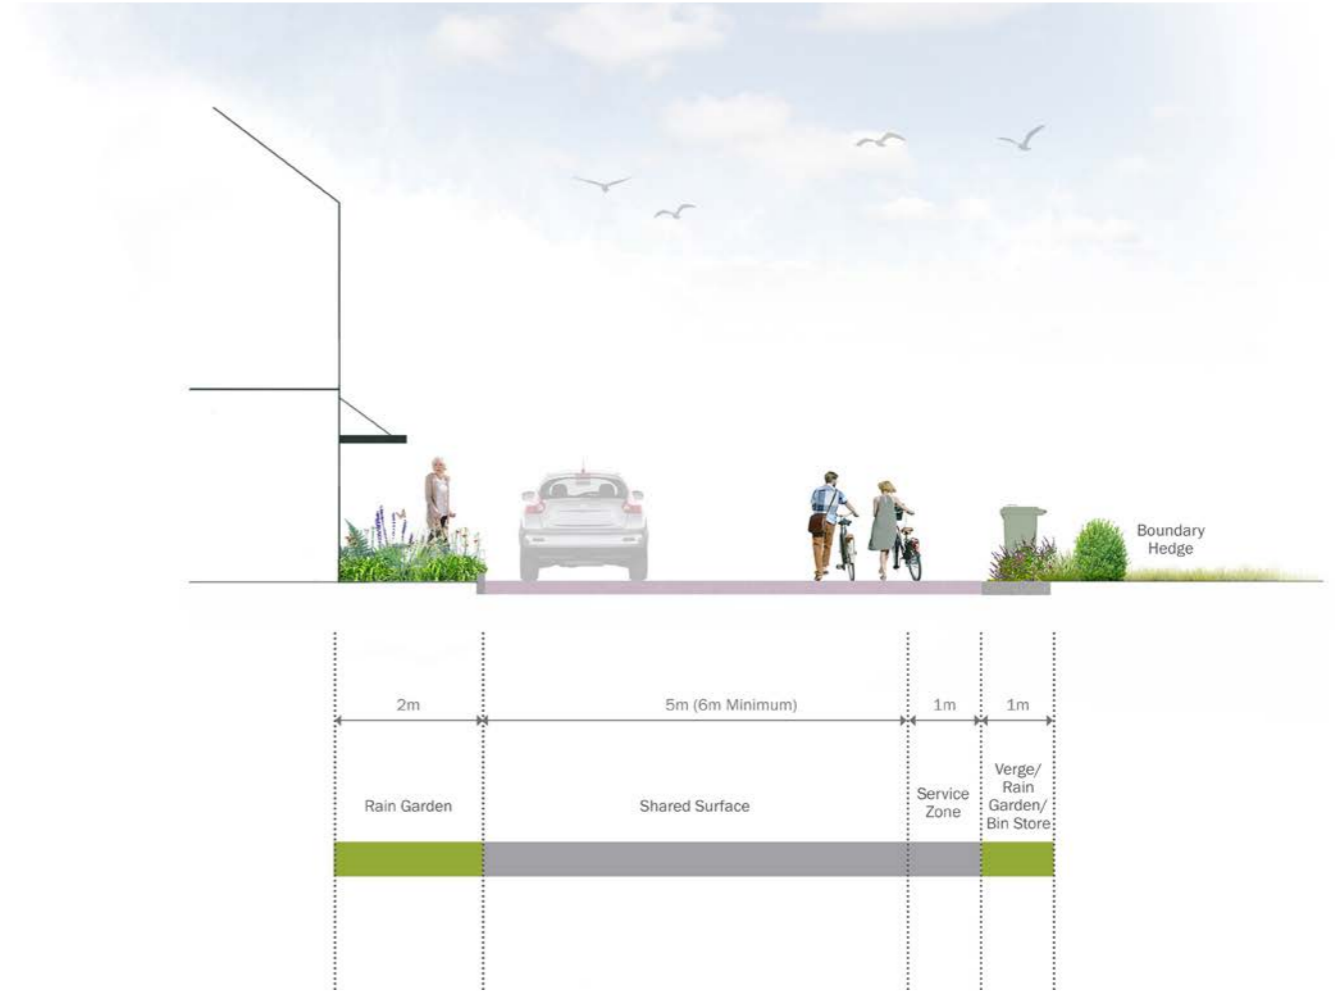 Boundary
Hedge
2m
5m (6m Minimum)
1m
1m
Rain Garden
Shared Surface
Service
Zone
Verge/
Rain
Garden/
Bin Store